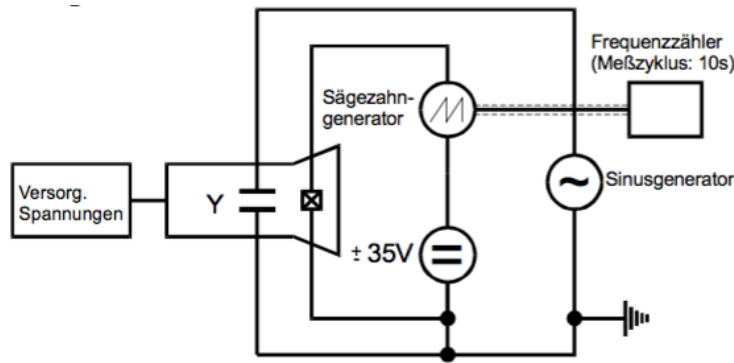 Frequenzzähler
(Meßzyklus: 10s)
Sägezahn-
generator
Versorg.
Spannungen
Y
± 35V
Sinusgenerator